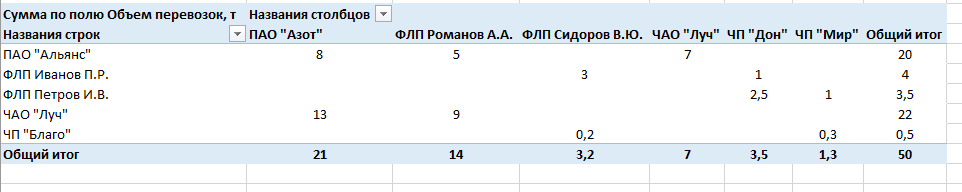 Сумма по полю Объем перевозок, т Названия столбцов
Названия строк ПАО "Азот" ФЛП Романов А.А. ФЛП Сидоров В.Ю. ЧАО "Луч" ЧП "Дон" ЧП "Мир" Общий итог
ПАО "Альянс" 8 5 7 20
ФЛП Иванов П.Р. 3 1 4
ФЛП Петров И.В. 2,5 1 3,5
ЧАО "Луч" 13 9 22
ЧП "Благо" 0,2 0,3 0,5
Общий итог 21 14 3,2 7 3,5 1,3 50